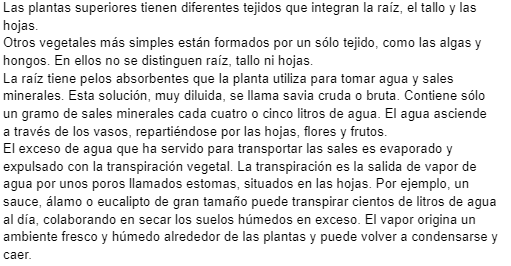 Las plantas superiores tienen diferentes tejidos que integran la raíz, el tallo y las
hojas.
Otros vegetales más simples están formados por un sólo tejido, como las algas y
hongos. En ellos no se distinguen raíz, tallo ni hojas.
La raíz tiene pelos absorbentes que la planta utiliza para tomar agua y sales
minerales. Esta solución, muy diluida, se llama savia cruda o bruta. Contiene sólo
un gramo de sales minerales cada cuatro o cinco litros de agua. El agua asciende
a través de los vasos, repartiéndose por las hojas, flores y frutos.
El exceso de agua que ha servido para transportar las sales es evaporado y
expulsado con la transpiración vegetal. La transpiración es la salida de vapor de
agua por unos poros llamados estomas, situados en las hojas. Por ejemplo, un
sauce, álamo o eucalipto de gran tamaño puede transpirar cientos de litros de agua
al día, colaborando en secar los suelos húmedos en exceso. El vapor origina un
ambiente fresco y húmedo alrededor de las plantas y puede volver a condensarse y
caer.